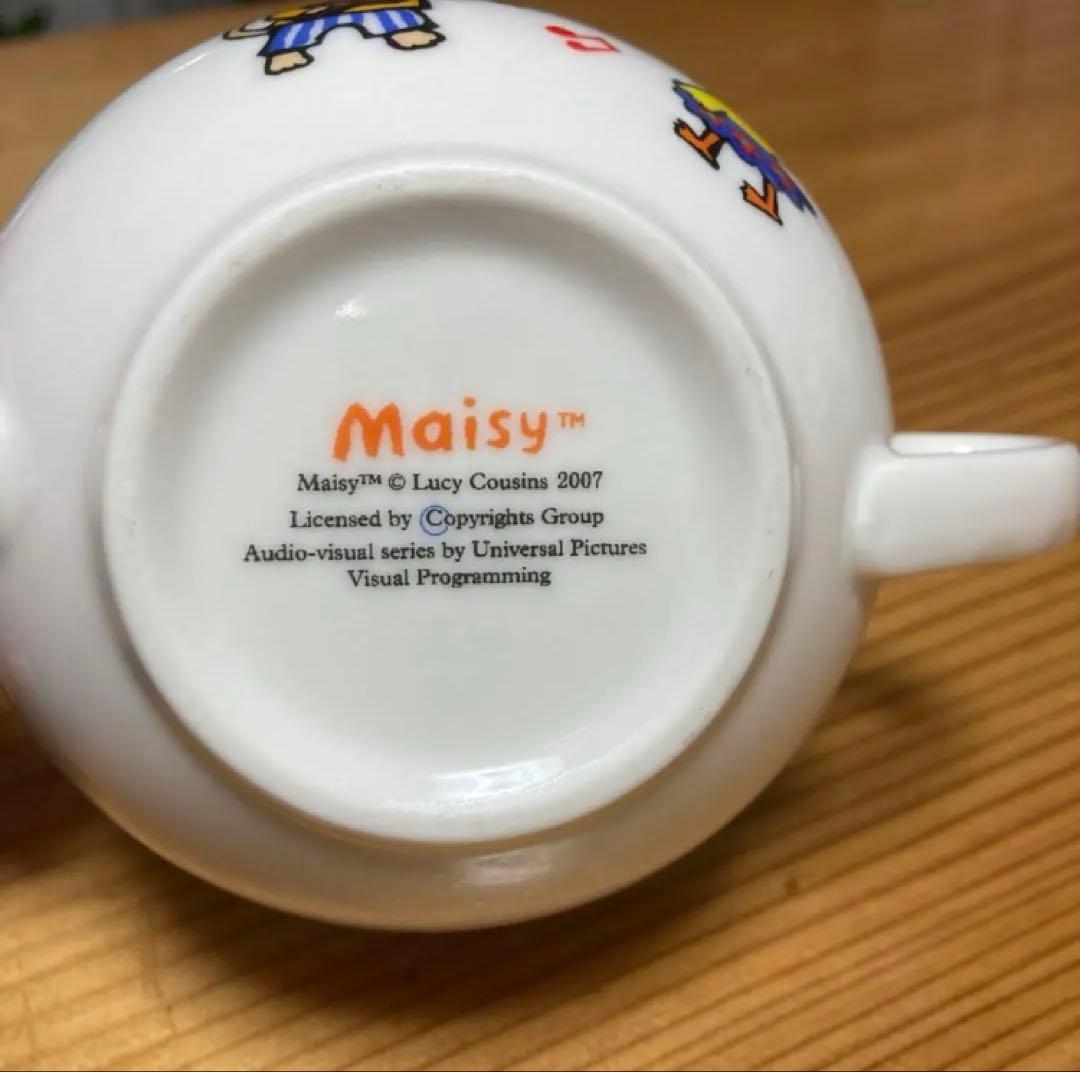 Maisy™
Maisy™ © Lucy Cousins 2007
Licensed by Copyrights Group
Audio-visual series by Universal Pictures
Visual Programming